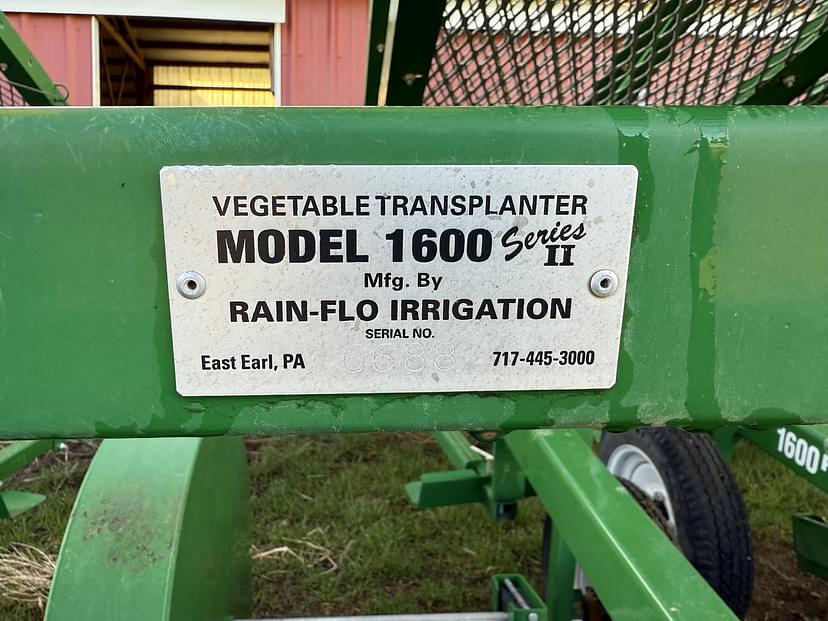 VEGETABLE TRANSPLANTER
MODEL 1600 Series II
Mfg. By
RAIN-FLO IRRIGATION
SERIAL NO.
East Earl, PA 6688 717-445-3000
1600